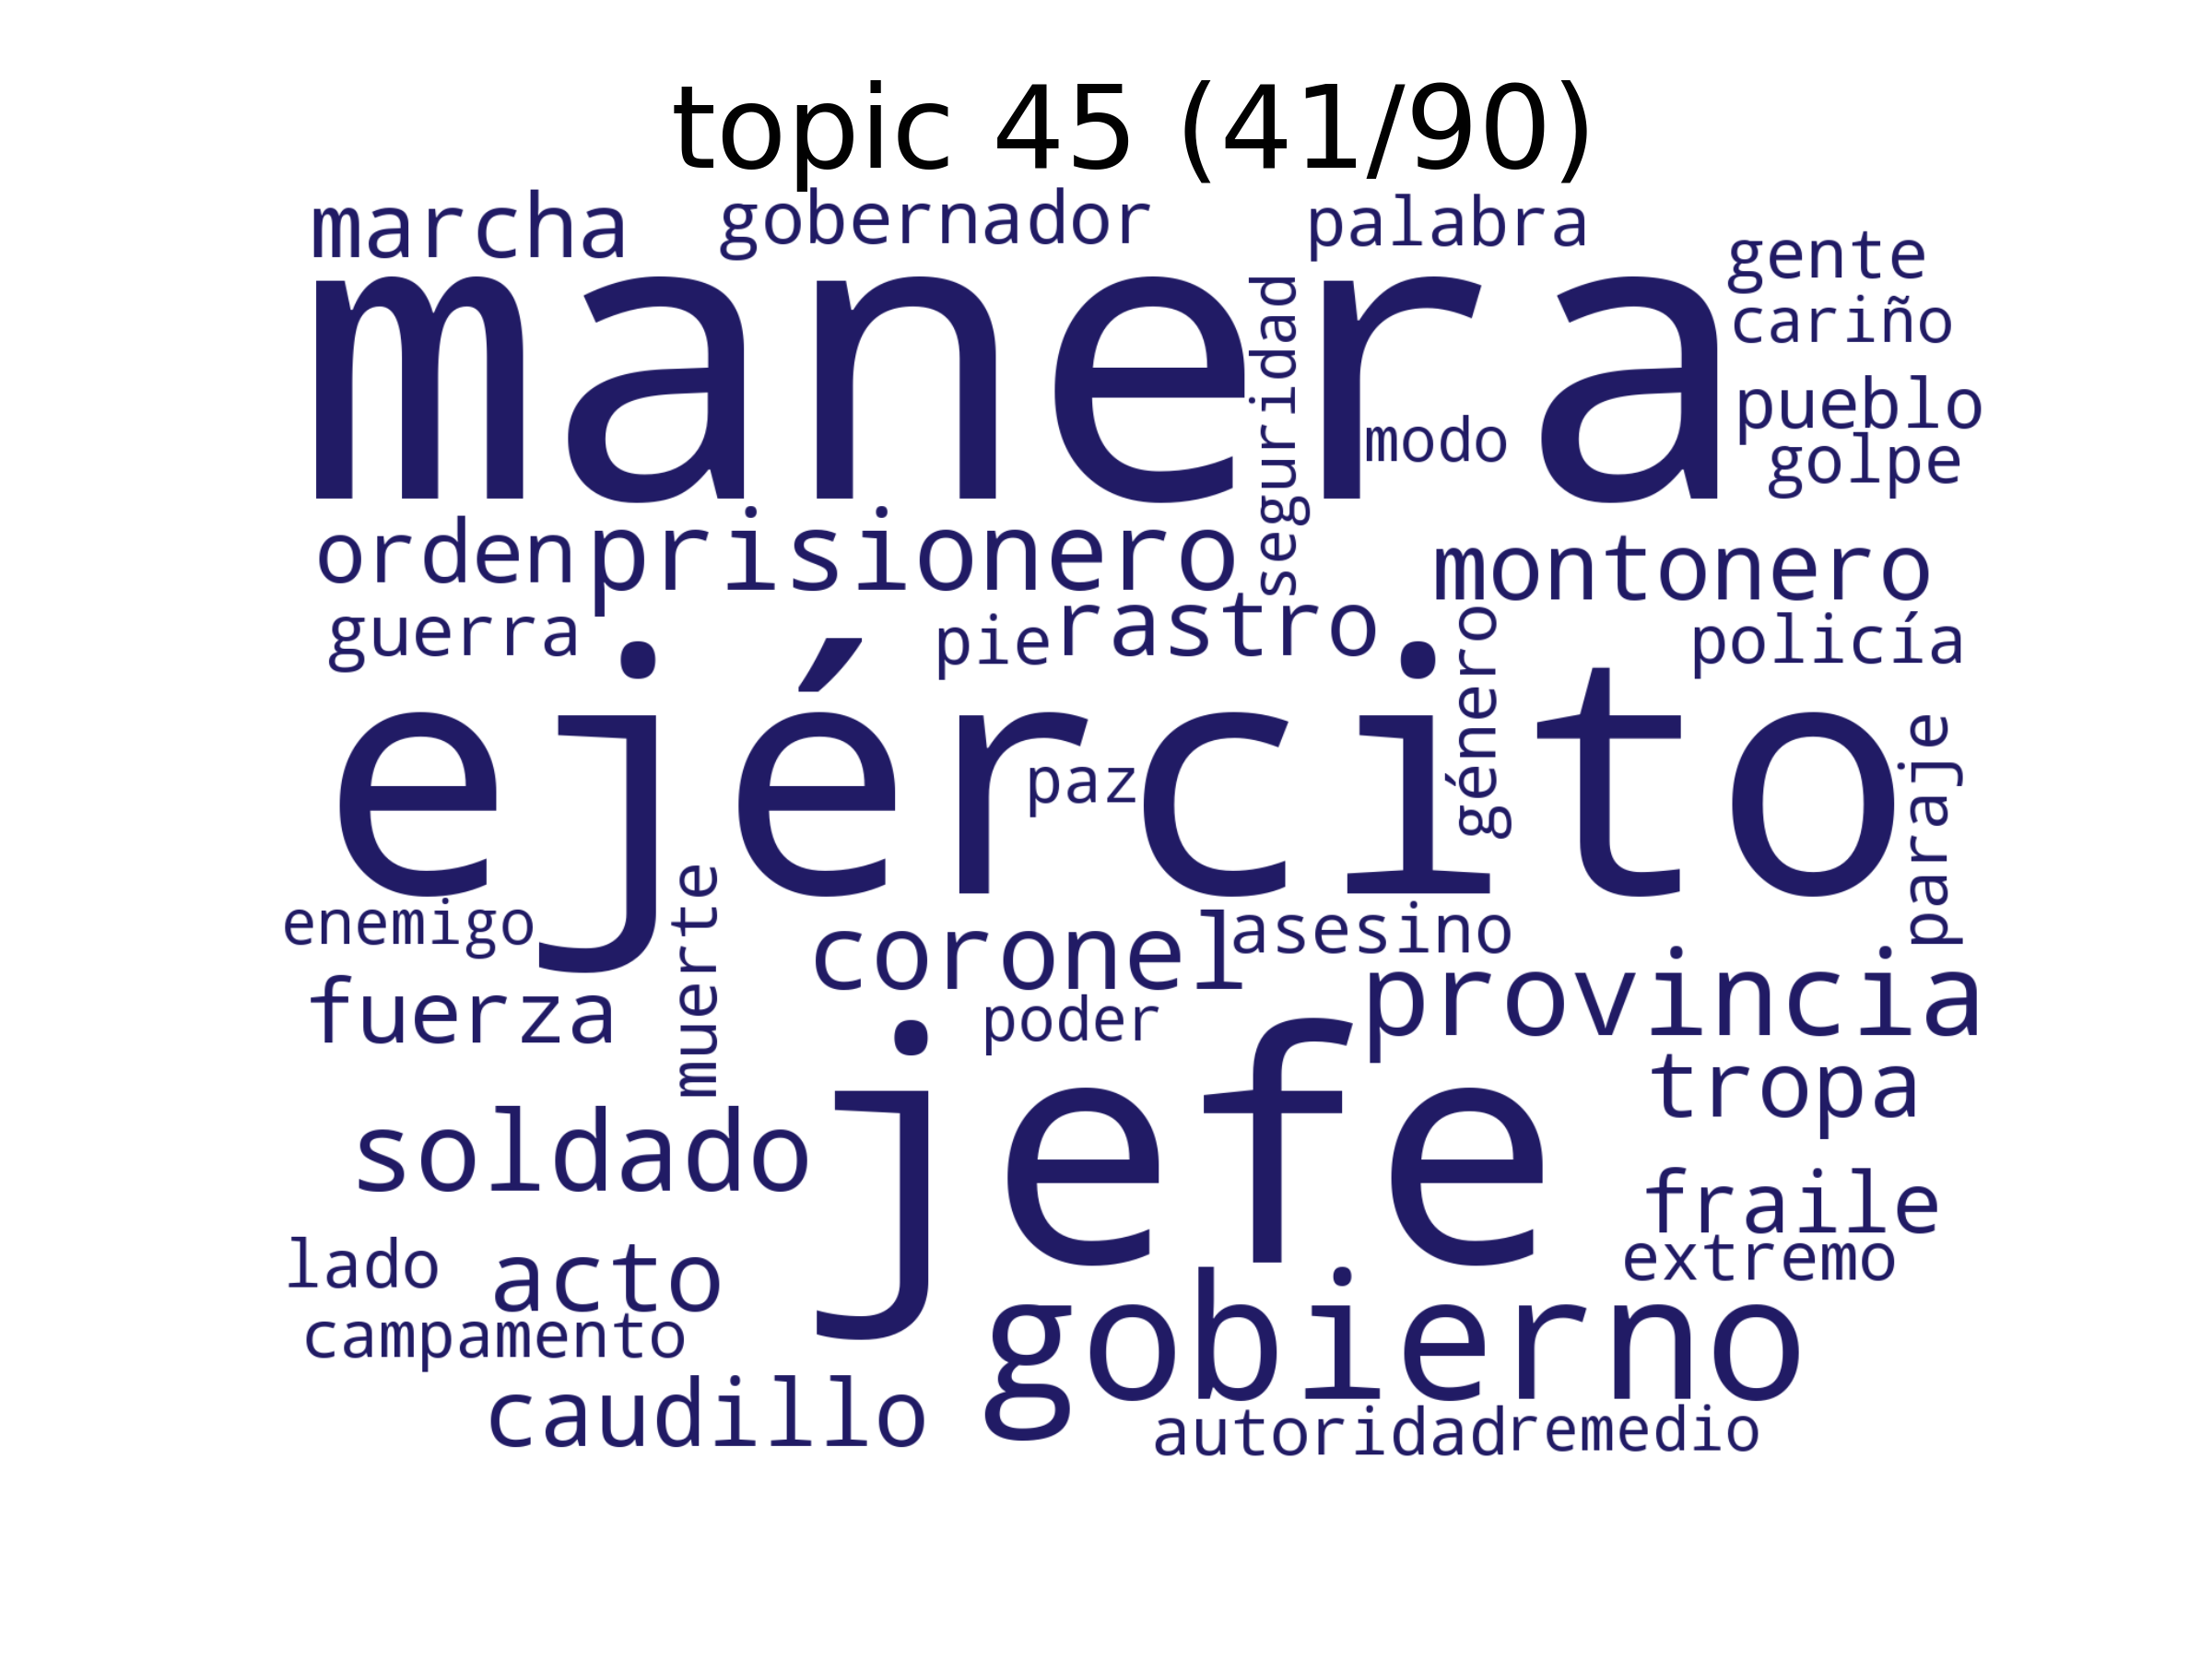 topic 45 (41/90)
marcha gobernador palabra
gente
cariño
manera
seguridad
modo
pueblo
golpe
orden prisionero montonero
guerra pie rastro policía
género
ejército
paz
paraje
muerte
enemigo coronel asesino
fuerza poder provincia
tropa
soldado jefe
fraile
lado acto extremo
campamento gobierno
caudillo
autoridad remedio